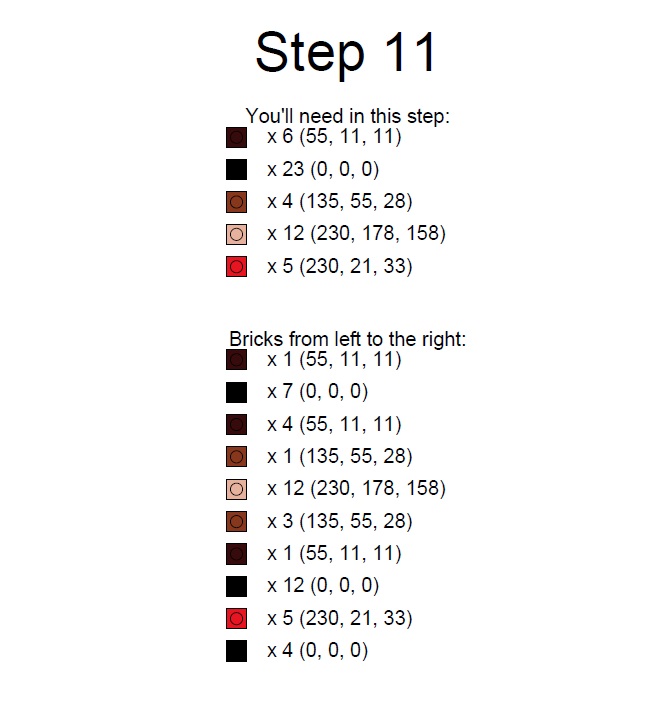 Step 11
You'll need in this step:
x 6 (55, 11, 11)
x 23 (0, 0, 0)
x 4 (135, 55, 28)
x 12 (230, 178, 158)
x 5 (230, 21, 33)
Bricks from left to the right:
x 1 (55, 11, 11)
x 7 (0, 0, 0)
x 4 (55, 11, 11)
x 1 (135, 55, 28)
x 12 (230, 178, 158)
x 3 (135, 55, 28)
x 1 (55, 11, 11)
x 12 (0, 0, 0)
x 5 (230, 21, 33)
x 4 (0, 0, 0)